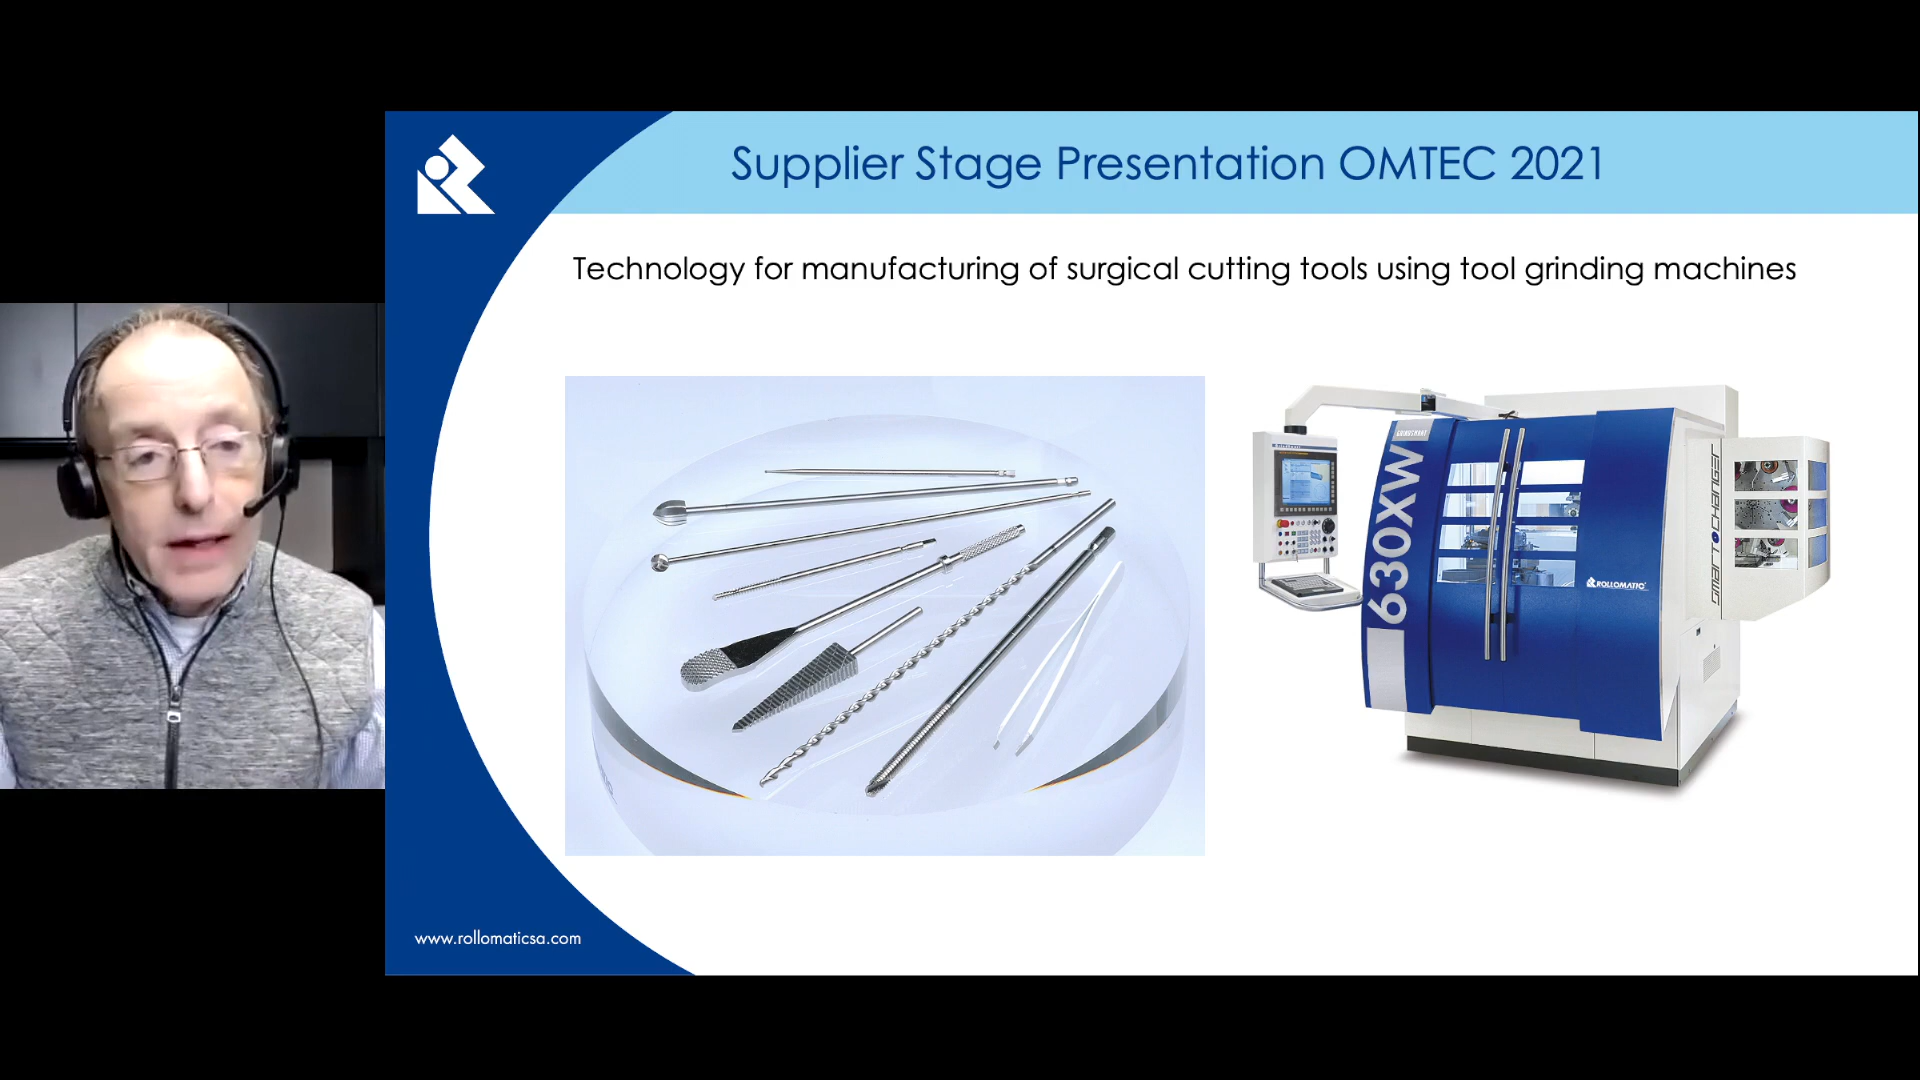 Supplier Stage Presentation OMTEC 2021
Technology for manufacturing of surgical cutting tools using tool grinding machines
630XW
ROLLOMATIC
SMART CHANGER
www.rollomaticsa.com